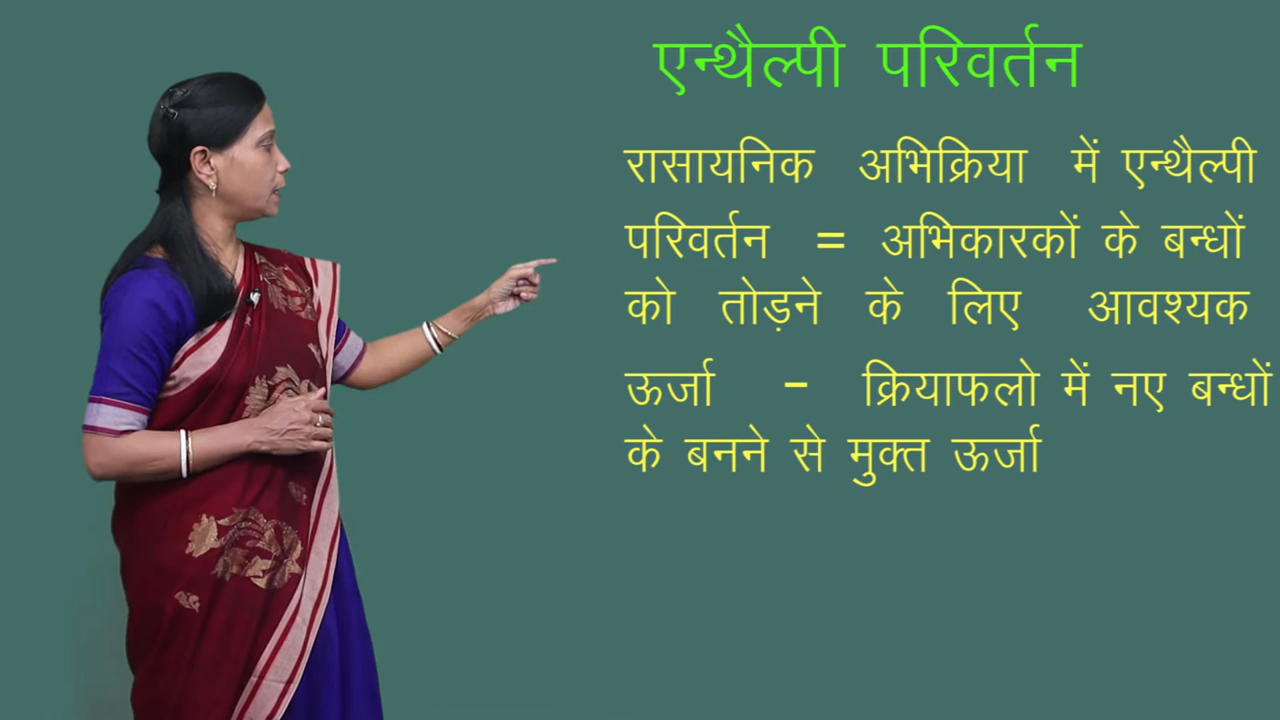 एन्थैल्पी परिवर्तन
रासायनिक अभिक्रिया में एन्थैल्पी
परिवर्तन = अभिकारकों के बन्धों
को तोड़ने के लिए आवश्यक
ऊर्जा - क्रियाफलो में नए बन्धों
के बनने से मुक्त ऊर्जा